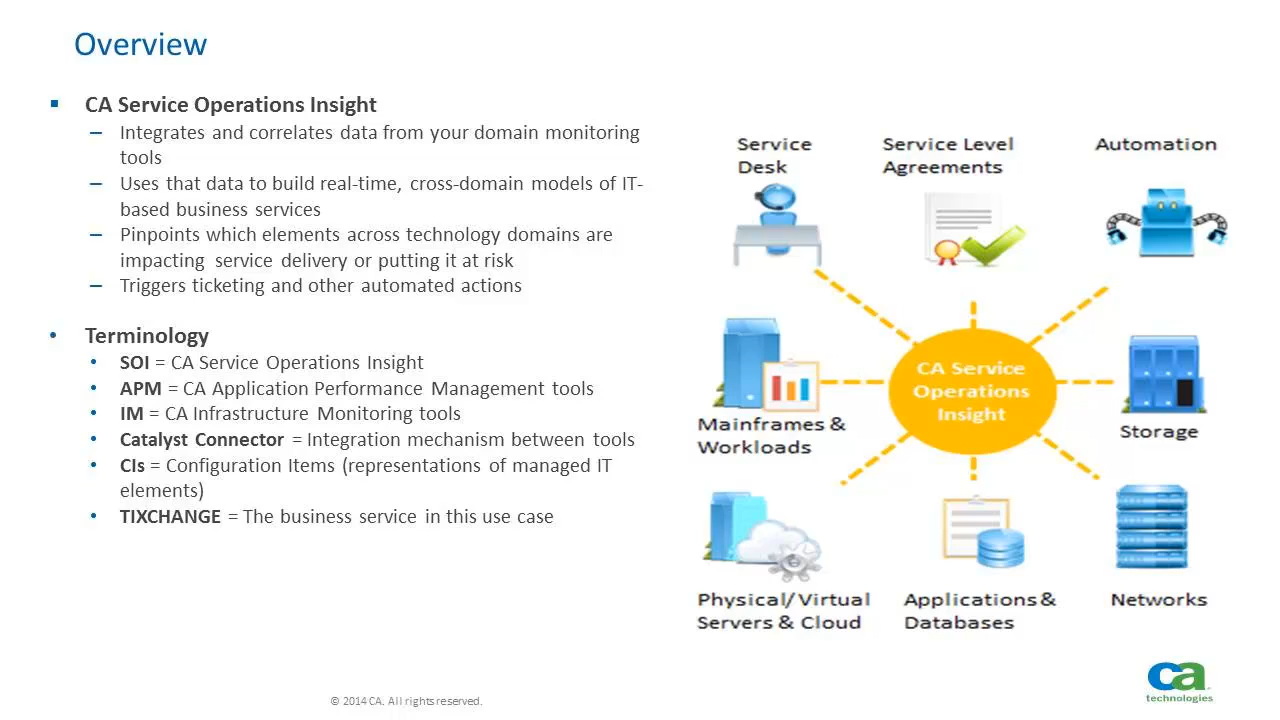 Overview
CA Service Operations Insight
– Integrates and correlates data from your domain monitoring
tools
– Uses that data to build real-time, cross-domain models of IT-
based business services
– Pinpoints which elements across technology domains are
impacting service delivery or putting it at risk
– Triggers ticketing and other automated actions
• Terminology
• SOI = CA Service Operations Insight
• APM = CA Application Performance Management tools
• IM = CA Infrastructure Monitoring tools
• Catalyst Connector = Integration mechanism between tools
• CIs = Configuration Items (representations of managed IT
elements)
• TIXCHANGE = The business service in this use case
Service
Desk
Service Level
Agreements
Automation
CA Service
Operations
Insight
Mainframes &
Workloads
Storage
Physical/Virtual
Servers & Cloud
Applications &
Databases
Networks
© 2014 CA. All rights reserved.
ca
technologies